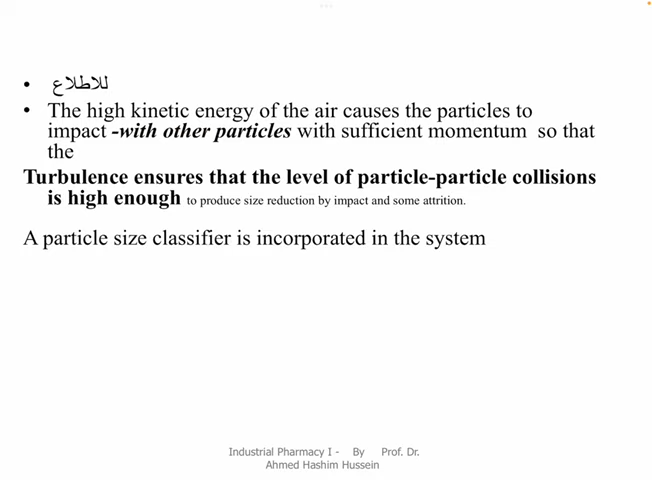 • للاطلاع
• The high kinetic energy of the air causes the particles to
impact -with other particles with sufficient momentum so that
the
Turbulence ensures that the level of particle-particle collisions
is high enough to produce size reduction by impact and some attrition.
A particle size classifier is incorporated in the system
Industrial Pharmacy I - By Prof. Dr.
Ahmed Hashim Hussein